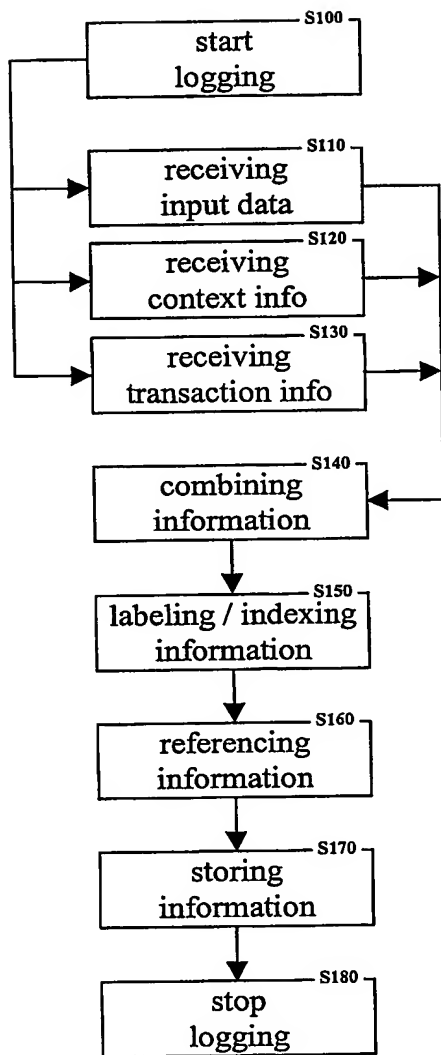 S100
start
logging
S110
receiving
input data
S120
receiving
context info
S130
receiving
transaction info
S140
combining
information
S150
labeling / indexing
information
S160
referencing
information
S170
storing
information
S180
stop
logging